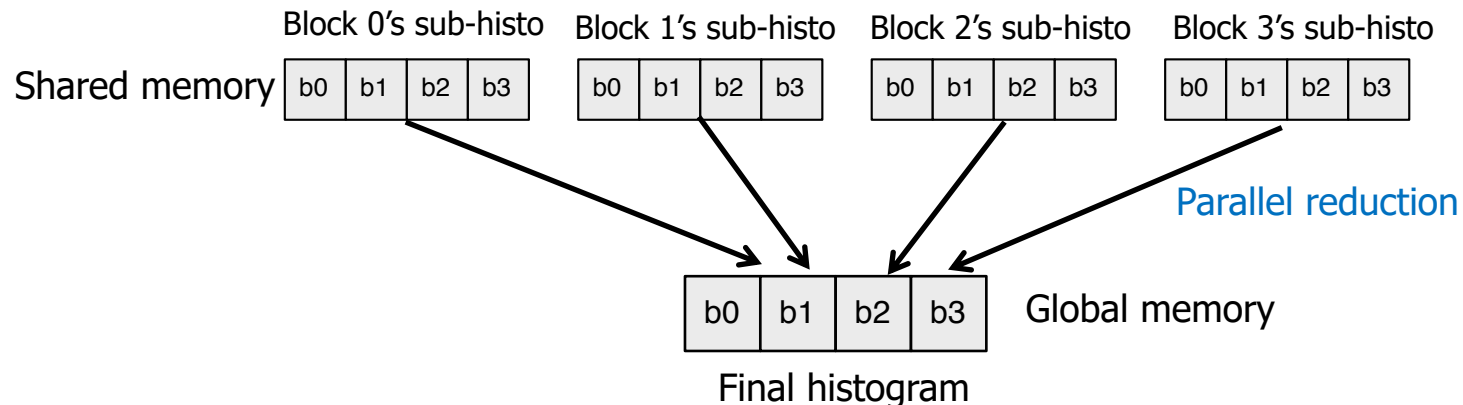 Block 0’s sub-histo Block 1’s sub-histo Block 2’s sub-histo Block 3’s sub-histo
Shared memory b0 b1 b2 b3 b0 b1 b2 b3 b0 b1 b2 b3 b0 b1 b2 b3
Parallel reduction
b0 b1 b2 b3 Global memory
Final histogram